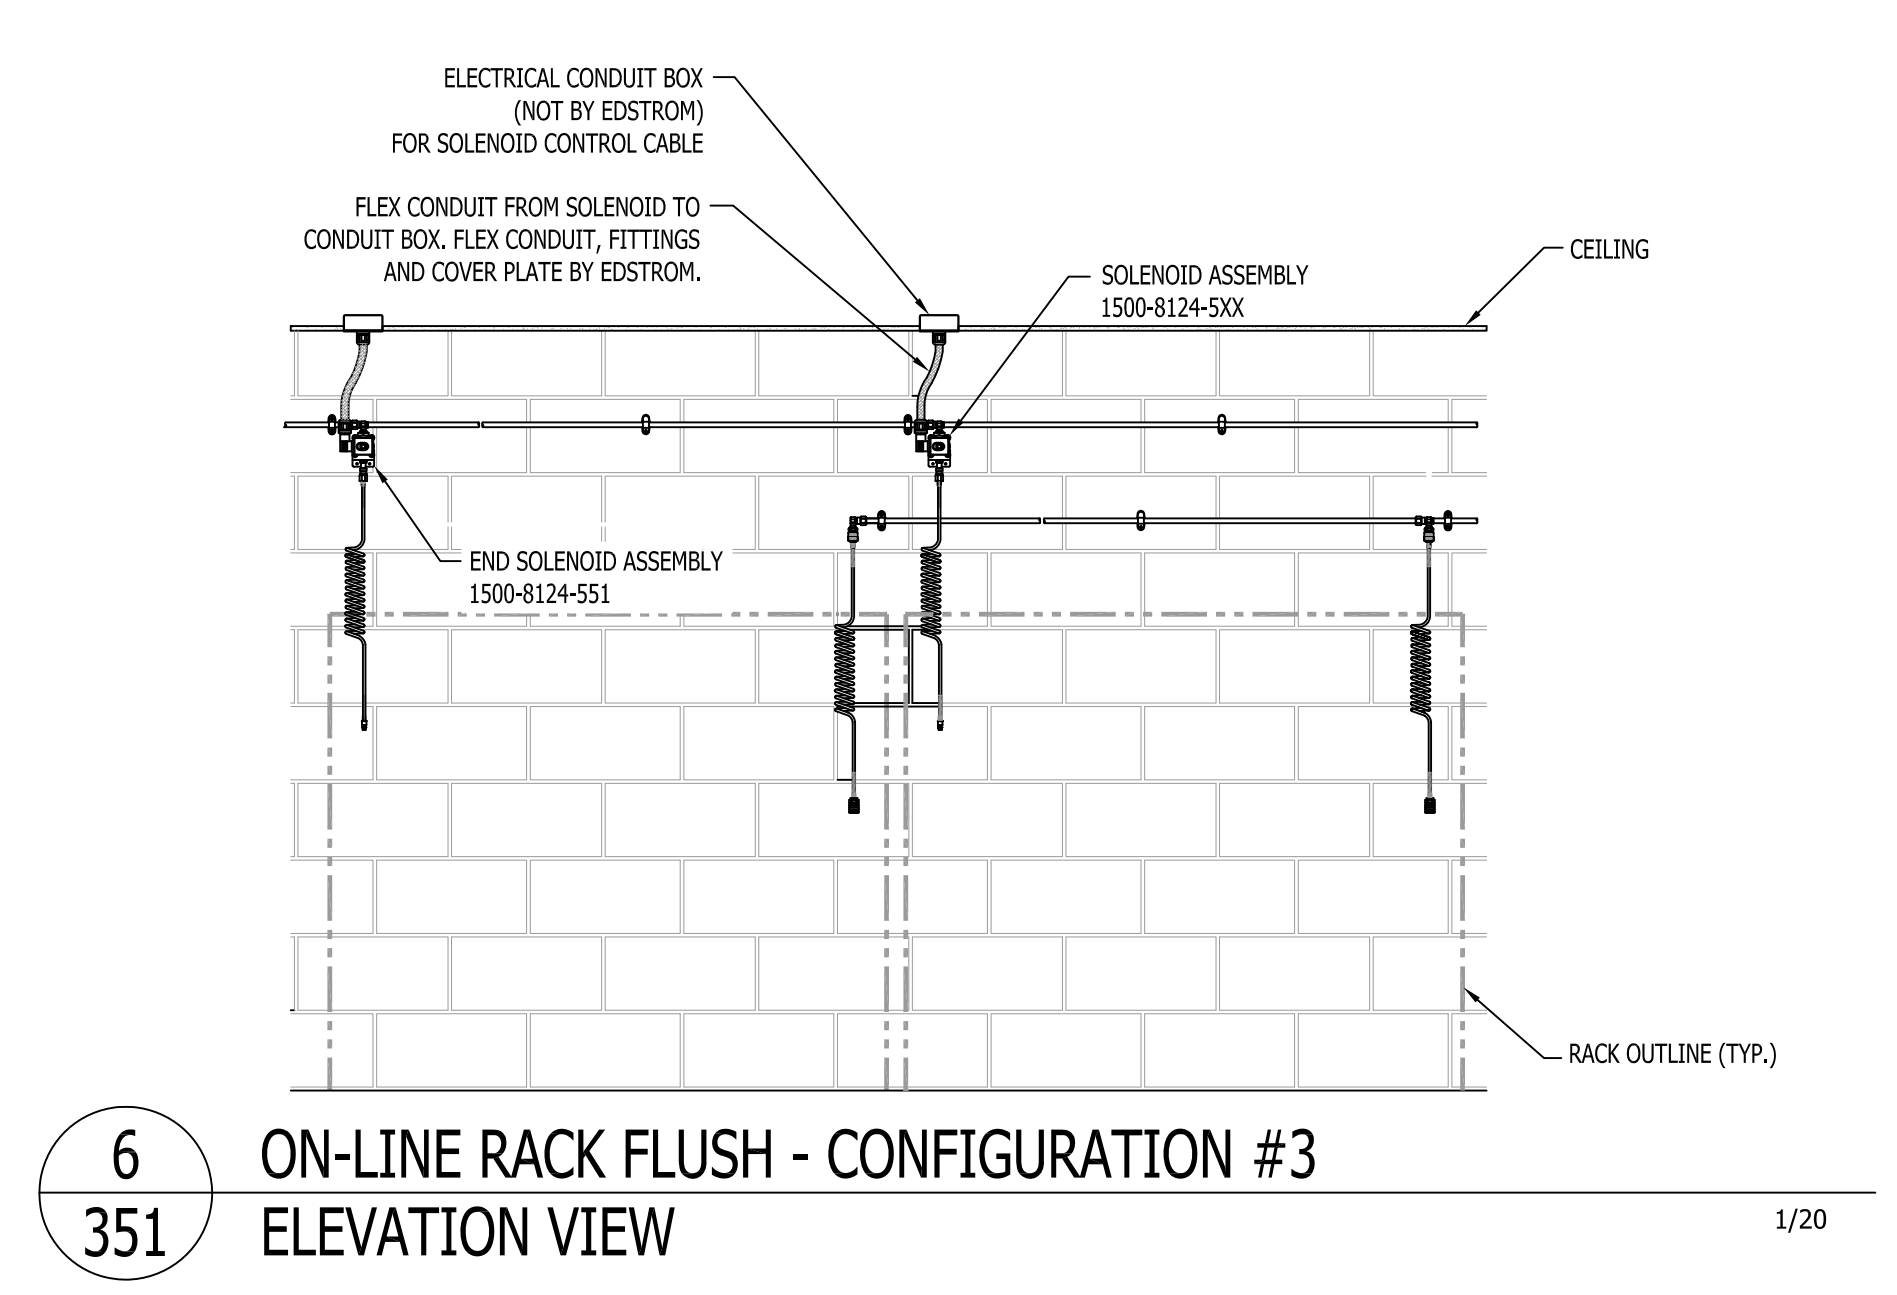 ELECTRICAL CONDUIT BOX
(NOT BY EDSTROM)
FOR SOLENOID CONTROL CABLE
FLEX CONDUIT FROM SOLENOID TO
CONDUIT BOX. FLEX CONDUIT, FITTINGS
AND COVER PLATE BY EDSTROM.
CEILING
SOLENOID ASSEMBLY
1500-8124-5XX
END SOLENOID ASSEMBLY
1500-8124-551
RACK OUTLINE (TYP.)
6
351
ON-LINE RACK FLUSH - CONFIGURATION #3
ELEVATION VIEW
1/20